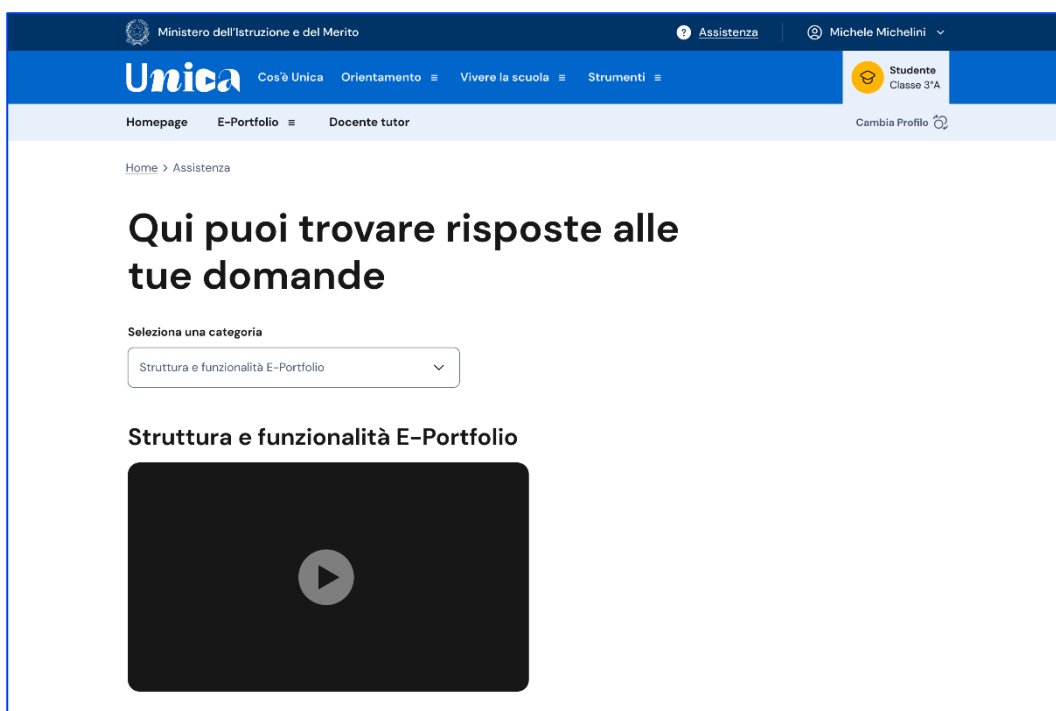 Ministero dell'Istruzione e del Merito
? Assistenza
Michele Michelini
Unica
Cos'è Unica
Orientamento
Vivere la scuola
Strumenti
Studente
Classe 3°A
Homepage
E-Portfolio
Docente tutor
Cambia Profilo
Home > Assistenza
Qui puoi trovare risposte alle
tue domande
Seleziona una categoria
Struttura e funzionalità E-Portfolio
Struttura e funzionalità E-Portfolio